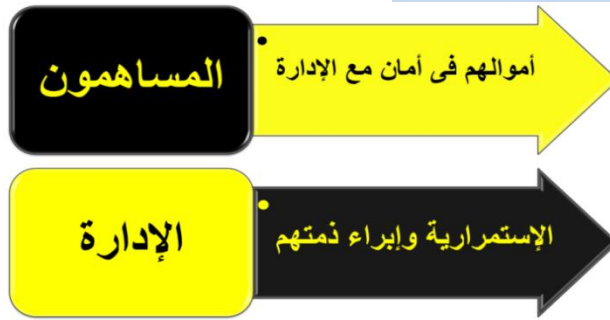 المساهمون
• أموالهم فى أمان مع الإدارة
الإدارة
• الإستمرارية وإبراء ذمتهم